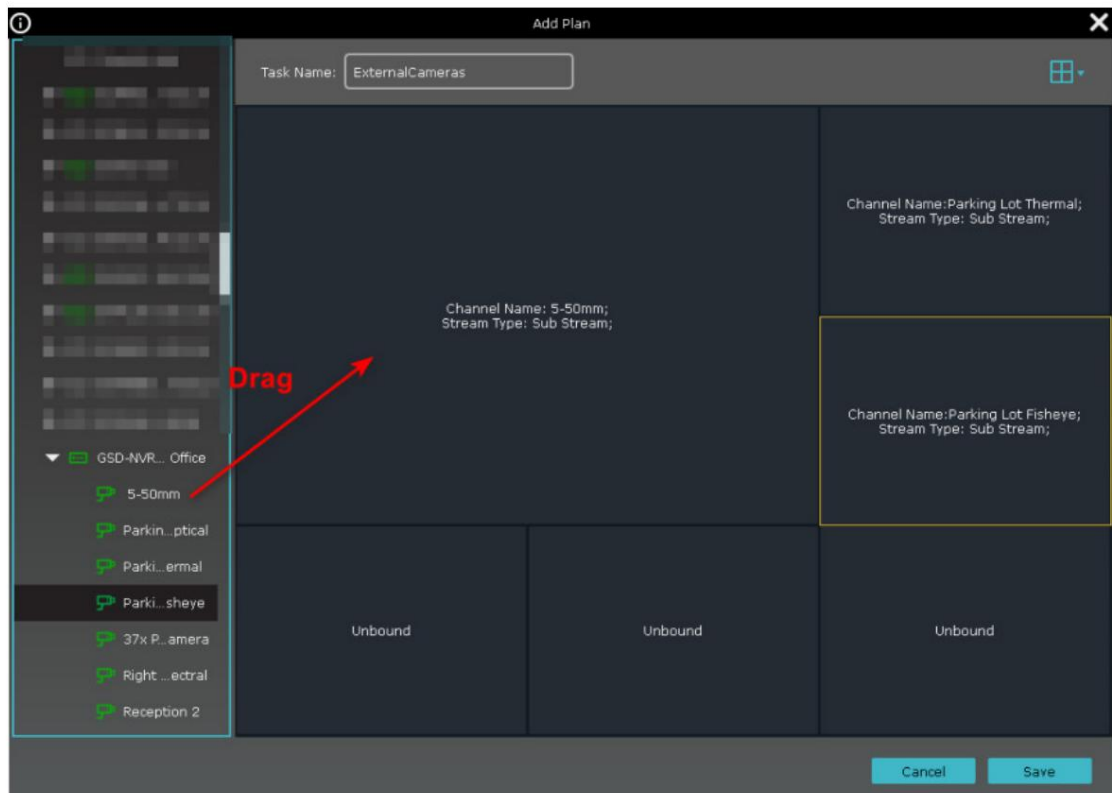 Add Plan
Task Name: ExternalCameras
Channel Name: 5-50mm;
Stream Type: Sub Stream;
Channel Name:Parking Lot Thermal;
Stream Type: Sub Stream;
Channel Name:Parking Lot Fisheye;
Stream Type: Sub Stream;
Drag
GSD-NVR... Office
5-50mm
Parkin...ptical
Parki...ermal
Parki...sheye
37x P...amera
Right ...ectral
Reception 2
Unbound
Unbound
Unbound
Cancel
Save